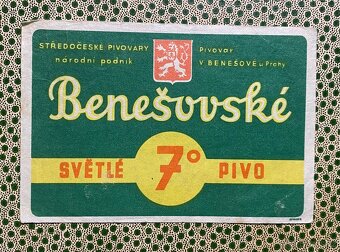 STŘEDOČESKÉ PIVOVARY
národní podnik
Pivovar
V BENEŠOVĚ u Prahy
Benešovské
SVĚTLÉ 7° PIVO